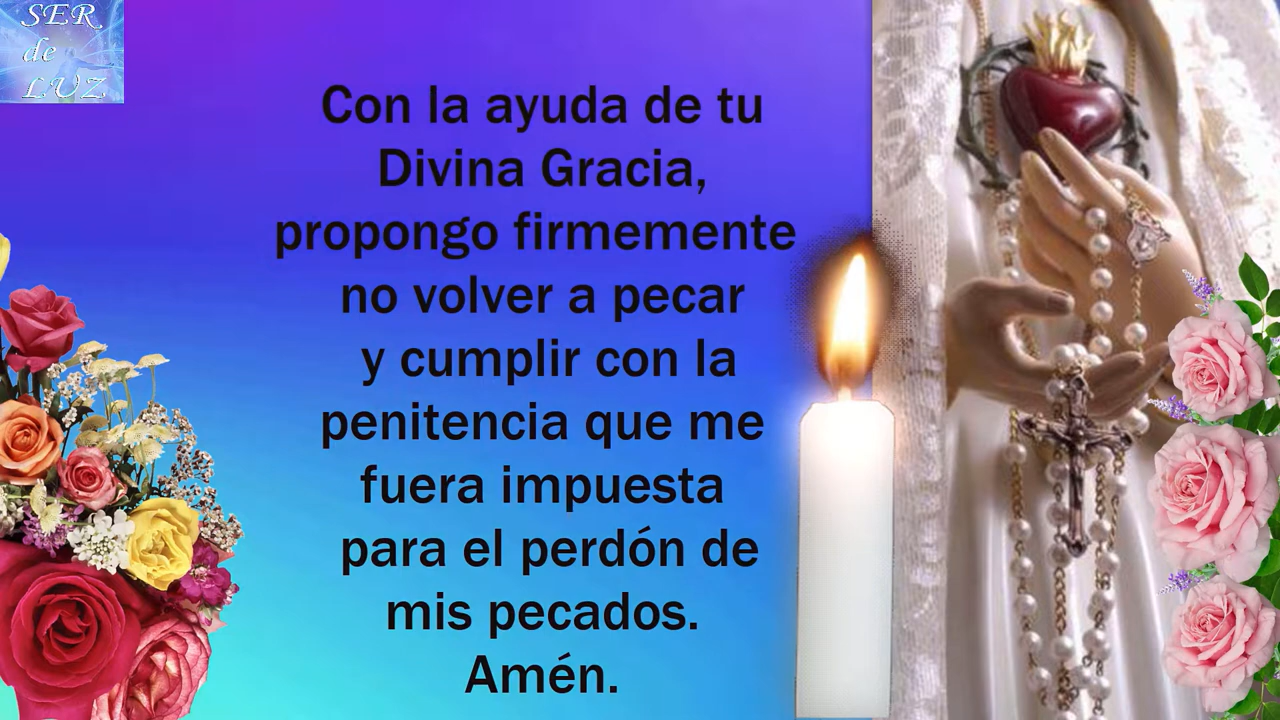 SER
de
LUZ
Con la ayuda de tu
Divina Gracia,
propongo firmemente
no volver a pecar
y cumplir con la
penitencia que me
fuera impuesta
para el perdón de
mis pecados.
Amén.